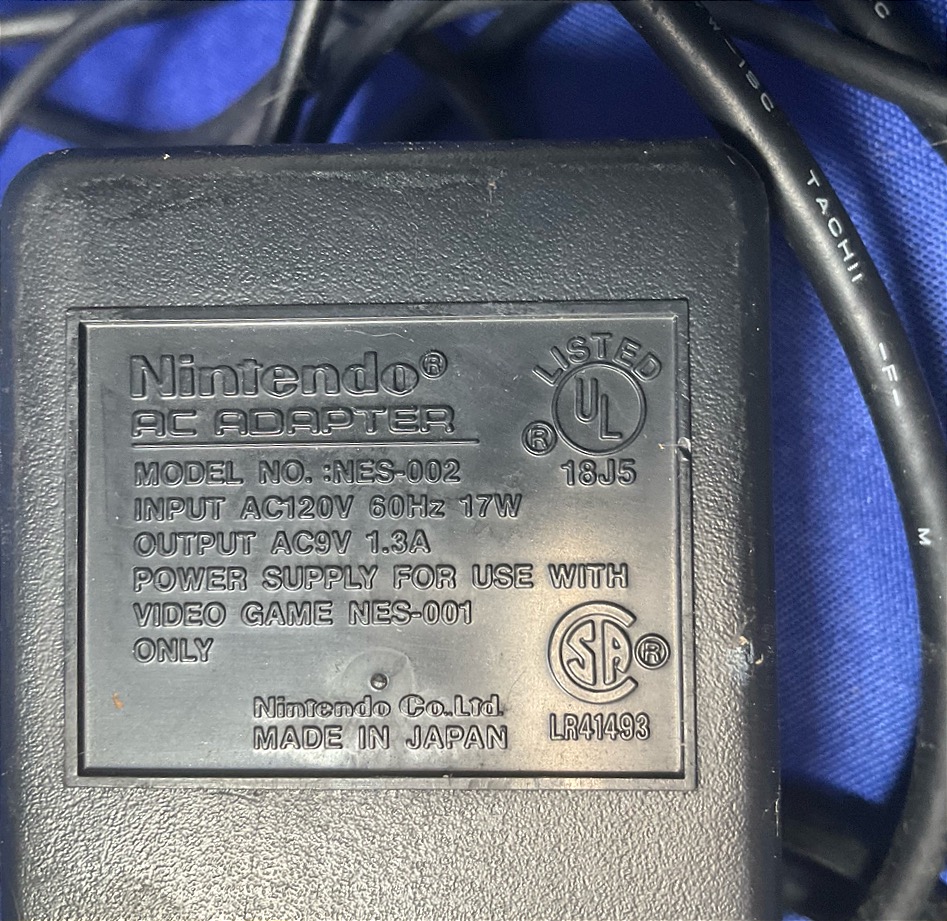 Nintendo®
AC ADAPTER
MODEL NO. :NES-002
INPUT AC120V 60Hz 17W
OUTPUT AC9V 1.3A
POWER SUPPLY FOR USE WITH
VIDEO GAME NES-001
ONLY
Nintendo Co.,Ltd.
MADE IN JAPAN
LISTED
UL
®
18J5
SA ®
LR41493
TACHII -F-
M